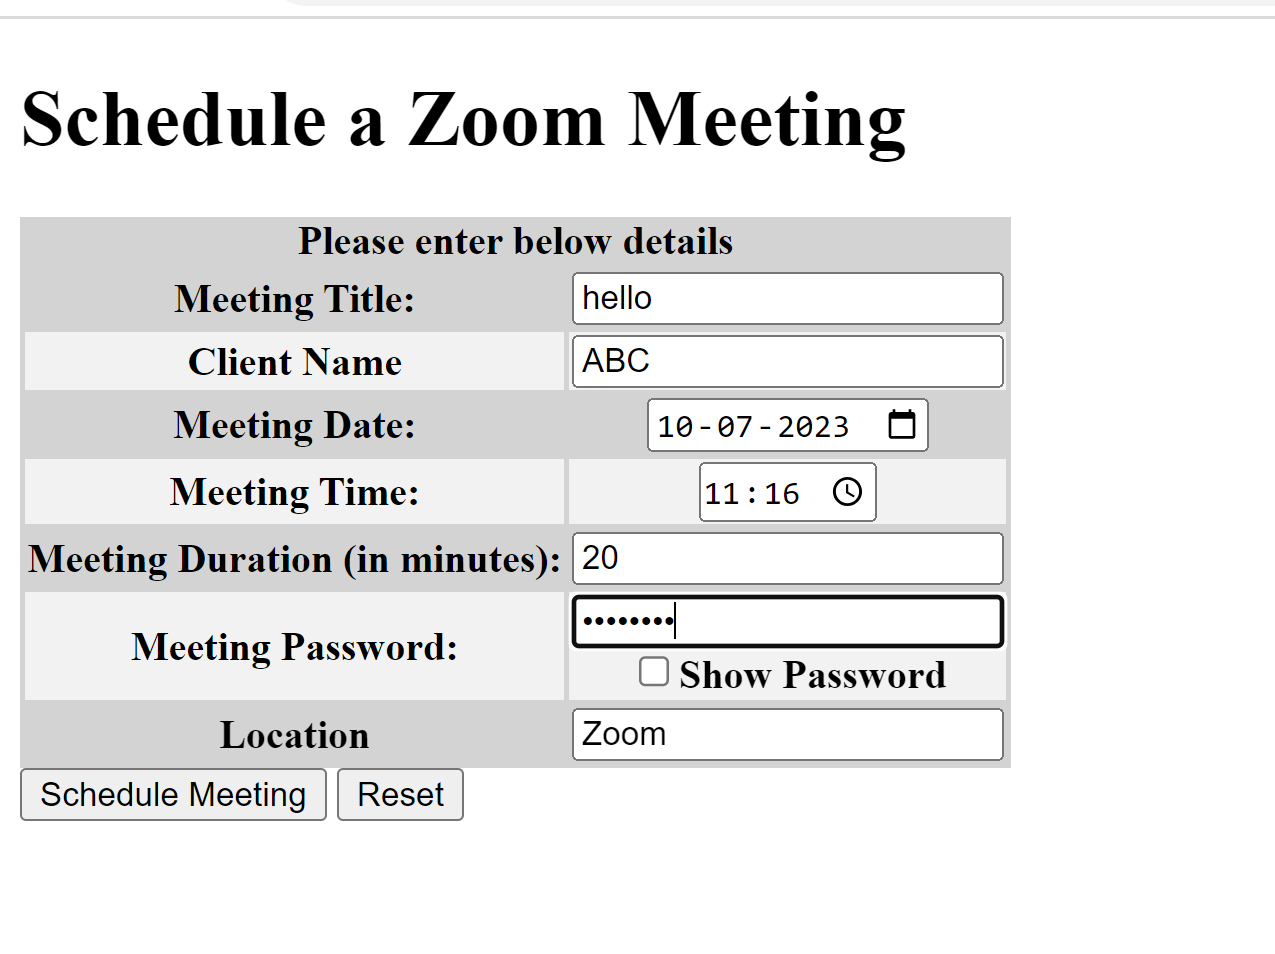 Schedule a Zoom Meeting
Please enter below details
Meeting Title: hello
Client Name ABC
Meeting Date: 10-07-2023
Meeting Time: 11:16
Meeting Duration (in minutes): 20
Meeting Password: ••••••••
Show Password
Location Zoom
Schedule Meeting Reset